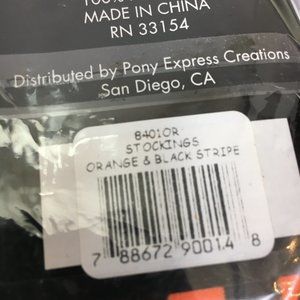 100%
MADE IN CHINA
RN 33154
Distributed by Pony Express Creations
San Diego, CA
8401OR
STOCKINGS
ORANGE & BLACK STRIPE
7 88672 90014 8